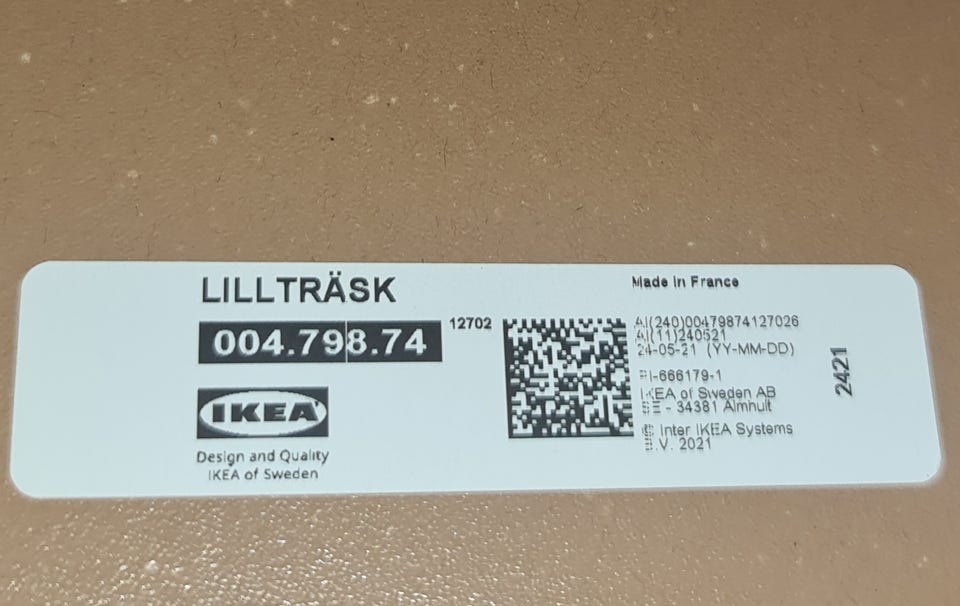 LILLTRÄSK
004.798.74
12702
IKEA
Design and Quality
IKEA of Sweden
Made in France
AI(240)00479874127026
AI(11)240521
24-05-21 (YY-MM-DD)
PI-666179-1
IKEA of Sweden AB
SE - 34381 Älmhult
© Inter IKEA Systems
B.V. 2021
2421